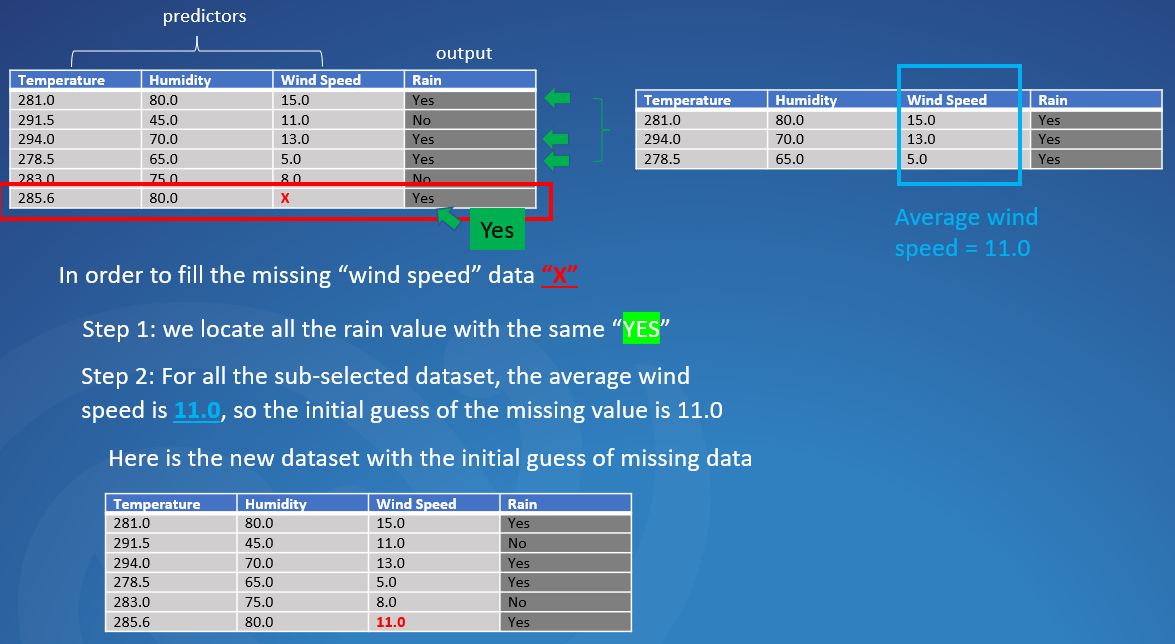 predictors
output
Temperature Humidity Wind Speed Rain
281.0 80.0 15.0 Yes
291.5 45.0 11.0 No
294.0 70.0 13.0 Yes
278.5 65.0 5.0 Yes
283.0 75.0 8.0 No
285.6 80.0 X Yes
Yes
Temperature Humidity Wind Speed Rain
281.0 80.0 15.0 Yes
294.0 70.0 13.0 Yes
278.5 65.0 5.0 Yes
Average wind
speed = 11.0
In order to fill the missing “wind speed” data “X”
Step 1: we locate all the rain value with the same “YES”
Step 2: For all the sub-selected dataset, the average wind
speed is 11.0, so the initial guess of the missing value is 11.0
Here is the new dataset with the initial guess of missing data
Temperature Humidity Wind Speed Rain
281.0 80.0 15.0 Yes
291.5 45.0 11.0 No
294.0 70.0 13.0 Yes
278.5 65.0 5.0 Yes
283.0 75.0 8.0 No
285.6 80.0 11.0 Yes